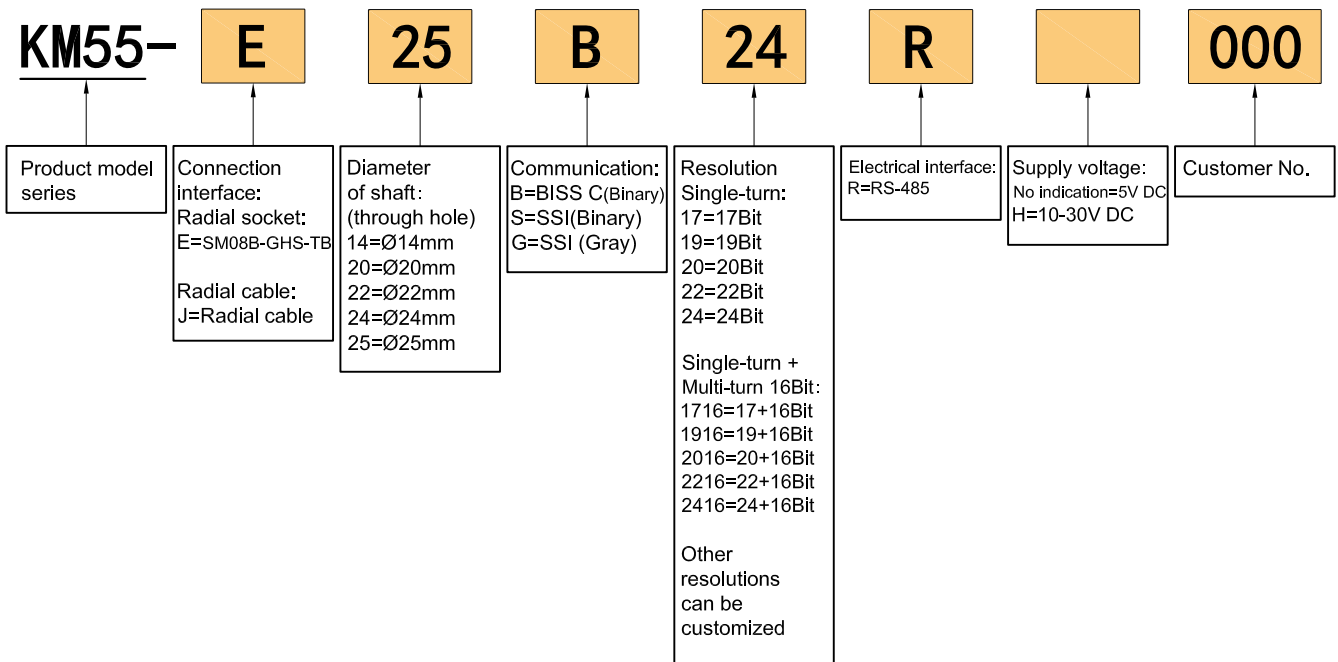 KM55- E 25 B 24 R 000
Product model
series
Connection
interface:
Radial socket:
E=SM08B-GHS-TB
Radial cable:
J=Radial cable
Diameter
of shaft:
(through hole)
14=Ø14mm
20=Ø20mm
22=Ø22mm
24=Ø24mm
25=Ø25mm
Communication:
B=BISS C(Binary)
S=SSI(Binary)
G=SSI (Gray)
Resolution
Single-turn:
17=17Bit
19=19Bit
20=20Bit
22=22Bit
24=24Bit
Single-turn +
Multi-turn 16Bit:
1716=17+16Bit
1916=19+16Bit
2016=20+16Bit
2216=22+16Bit
2416=24+16Bit
Other
resolutions
can be
customized
Electrical interface:
R=RS-485
Supply voltage:
No indication=5V DC
H=10-30V DC
Customer No.